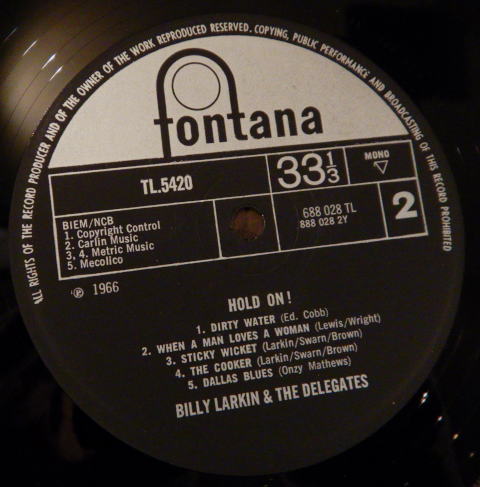 ALL RIGHTS OF THE RECORD PRODUCER AND OF THE OWNER OF THE WORK REPRODUCED RESERVED. COPYING, PUBLIC PERFORMANCE AND BROADCASTING OF THIS RECORD PROHIBITED
fontana
TL.5420
33 1/3
MONO
BIEM/NCB
1. Copyright Control
2. Carlin Music
3. 4. Metric Music
5. Mecolico
688 028 TL
888 028 2Y
2
℗ 1966
HOLD ON!
1. DIRTY WATER (Ed. Cobb)
2. WHEN A MAN LOVES A WOMAN (Lewis/Wright)
3. STICKY WICKET (Larkin/Swarn/Brown)
4. THE COOKER (Larkin/Swarn/Brown)
5. DALLAS BLUES (Onzy Mathews)
BILLY LARKIN & THE DELEGATES